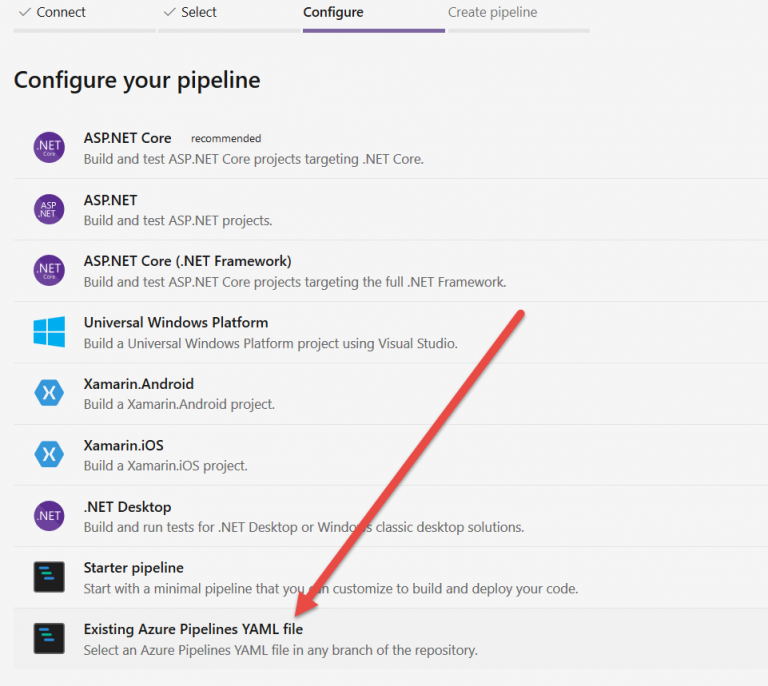 Connect
Select
Configure
Create pipeline
Configure your pipeline
.NET
Core
ASP.NET Core recommended
Build and test ASP.NET Core projects targeting .NET Core.
ASP
.NET
ASP.NET
Build and test ASP.NET projects.
.NET
Core
ASP.NET Core (.NET Framework)
Build and test ASP.NET Core projects targeting the full .NET Framework.
Universal Windows Platform
Build a Universal Windows Platform project using Visual Studio.
Xamarin.Android
Build a Xamarin.Android project.
Xamarin.iOS
Build a Xamarin.iOS project.
.NET
.NET Desktop
Build and run tests for .NET Desktop or Windows classic desktop solutions.
Starter pipeline
Start with a minimal pipeline that you can customize to build and deploy your code.
Existing Azure Pipelines YAML file
Select an Azure Pipelines YAML file in any branch of the repository.